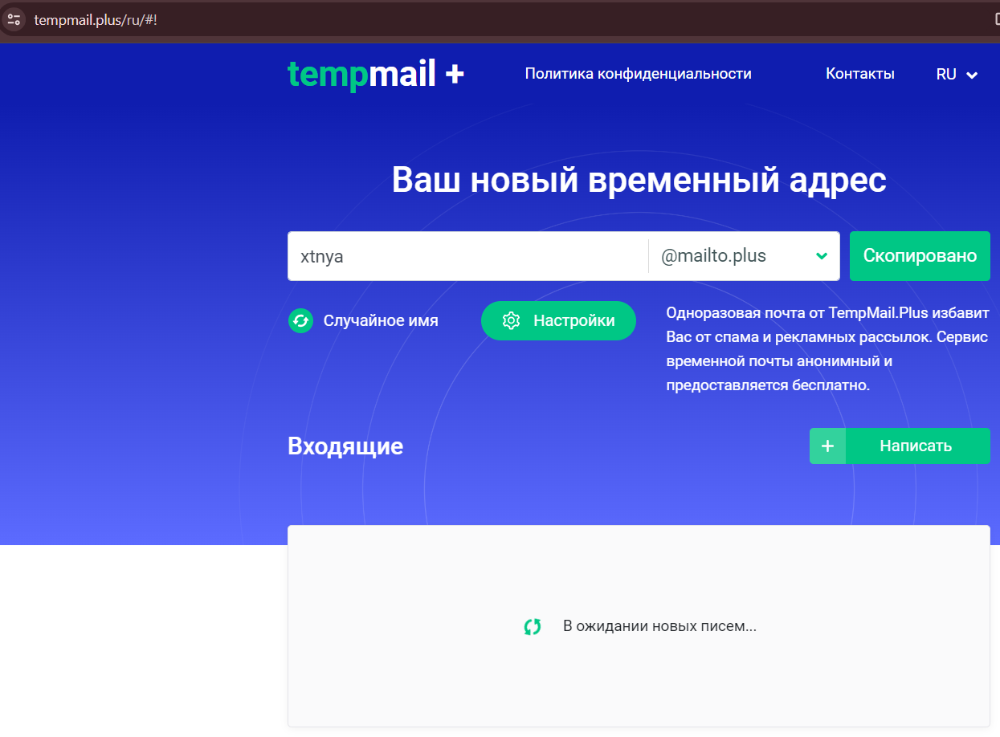 tempmail.plus/ru/#!
tempmail +
Политика конфиденциальности
Контакты
RU
Ваш новый временный адрес
xtnya
@mailto.plus
Скопировано
Случайное имя
Настройки
Одноразовая почта от TempMail.Plus избавит
Вас от спама и рекламных рассылок. Сервис
временной почты анонимный и
предоставляется бесплатно.
Входящие
+ Написать
В ожидании новых писем...